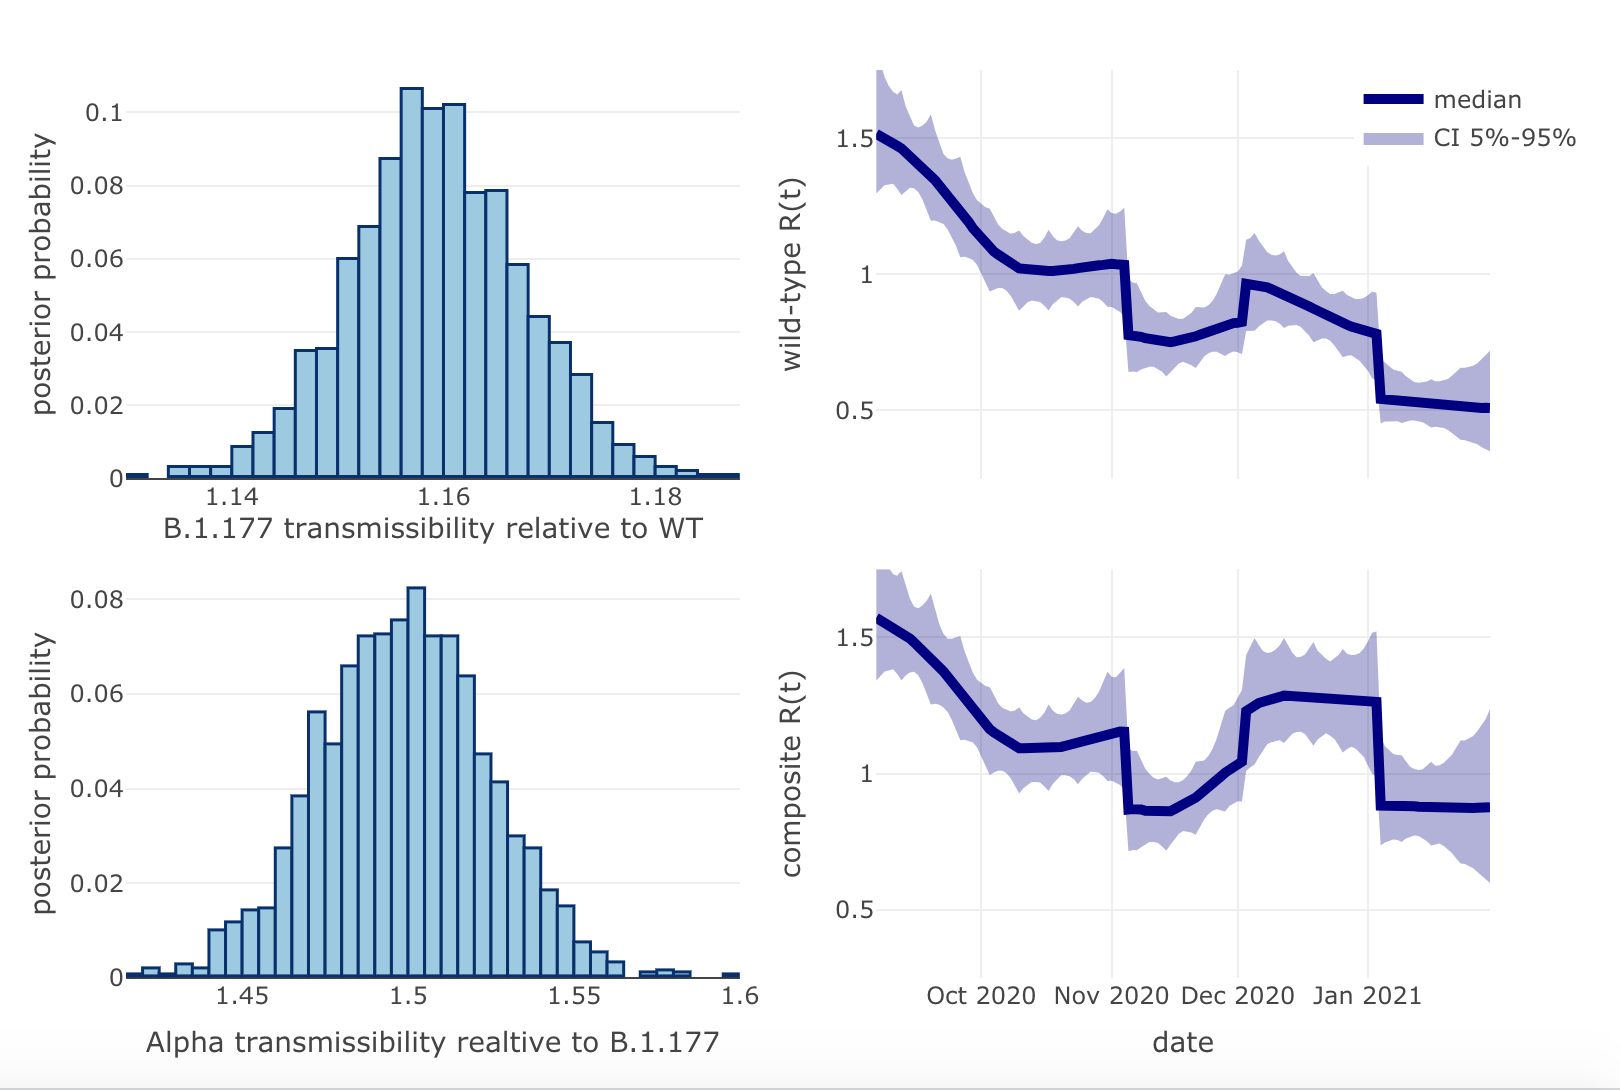 posterior probability
0.1
0.08
0.06
0.04
0.02
0
1.14 1.16 1.18
B.1.177 transmissibility relative to WT
wild-type R(t)
1.5
1
0.5
median
CI 5%-95%
posterior probability
0.08
0.06
0.04
0.02
0
1.45 1.5 1.55 1.6
Alpha transmissibility realtive to B.1.177
composite R(t)
1.5
1
0.5
Oct 2020 Nov 2020 Dec 2020 Jan 2021
date